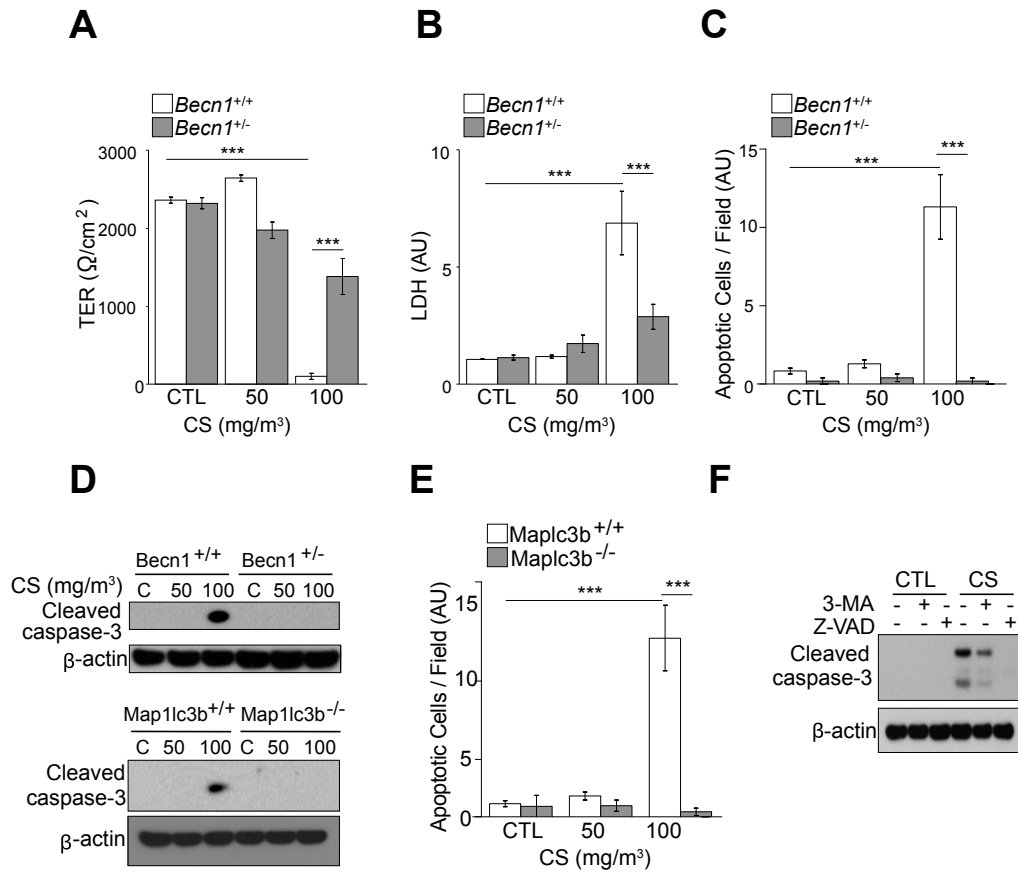 A
Becn1+/+
Becn1+/-
3000
2000
1000
0
TER (Ω/cm 2)
***
***
CTL 50 100
CS (mg/m3)
B
Becn1+/+
Becn1+/-
10
5
0
LDH (AU)
***
***
CTL 50 100
CS (mg/m3)
C
Becn1+/+
Becn1+/-
15
10
5
0
Apoptotic Cells / Field (AU)
***
***
CTL 50 100
CS (mg/m3)
D
Becn1 +/+ Becn1 +/-
CS (mg/m3) C 50 100 C 50 100
Cleaved
caspase-3
β-actin
Map1lc3b+/+ Map1lc3b-/-
C 50 100 C 50 100
Cleaved
caspase-3
β-actin
E
Maplc3b+/+
Maplc3b-/-
15
10
5
0
Apoptotic Cells / Field (AU)
***
***
CTL 50 100
CS (mg/m3)
F
CTL CS
3-MA - + - - + -
Z-VAD - - + - - +
Cleaved
caspase-3
β-actin